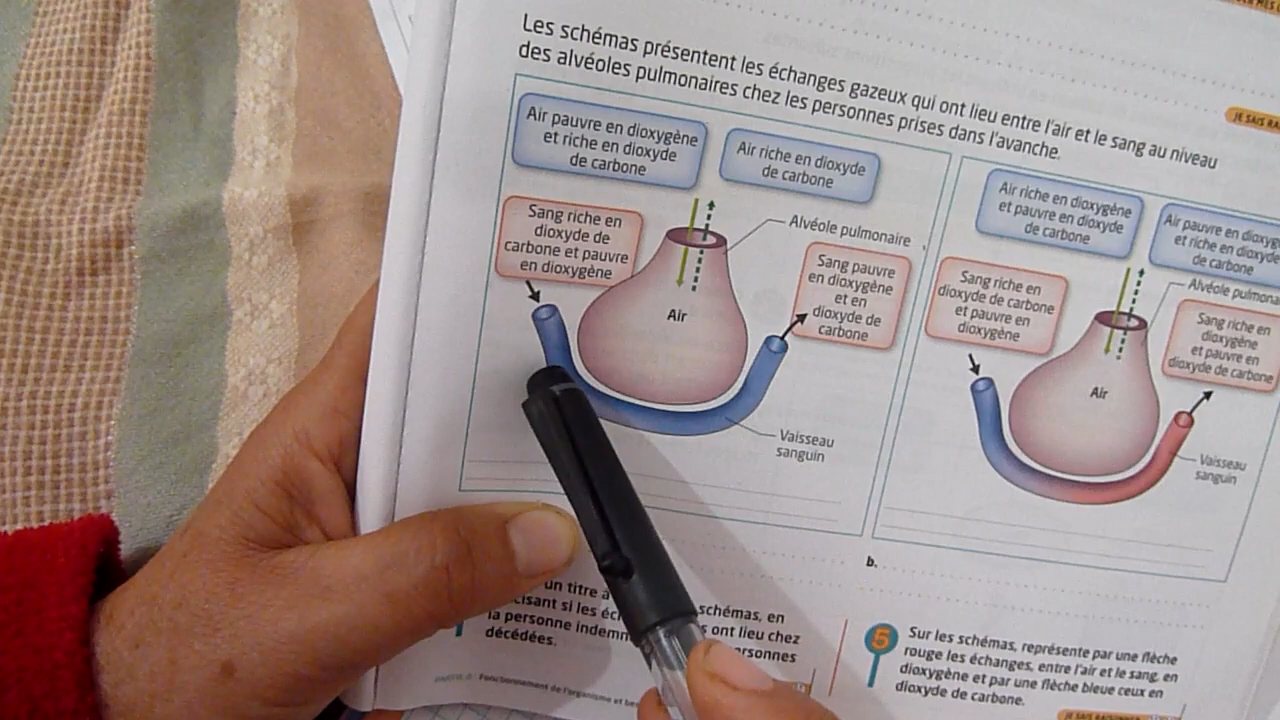 Les schémas présentent les échanges gazeux qui ont lieu entre l'air et le sang au niveau
des alvéoles pulmonaires chez les personnes prises dans l'avanche.
JE SAIS RA
Air pauvre en dioxygène
et riche en dioxyde
de carbone
Air riche en dioxyde
de carbone
Sang riche en
dioxyde de
carbone et pauvre
en dioxygène
Alvéole pulmonaire
Sang pauvre
en dioxygène
et en
dioxyde de
carbone
Air
Vaisseau
sanguin
Air riche en dioxygène
et pauvre en dioxyde
de carbone
Air pauvre en dioxyg
et riche en dioxyde
de carbone
Sang riche en
dioxyde de carbone
et pauvre en
dioxygène
Alvéole pulmona
Sang riche en
dioxygène
et pauvre en
dioxyde de carbone
Air
Vaisseau
sanguin
b.
un titre à schémas, en
cisant si les éc s ont lieu chez
la personne indemn ersonnes
décédées.
5
Sur les schémas, représente par une flèche
rouge les échanges, entre l'air et le sang, en
dioxygène et par une flèche bleue ceux en
dioxyde de carbone.
Fonctionnement de l'organisme et be